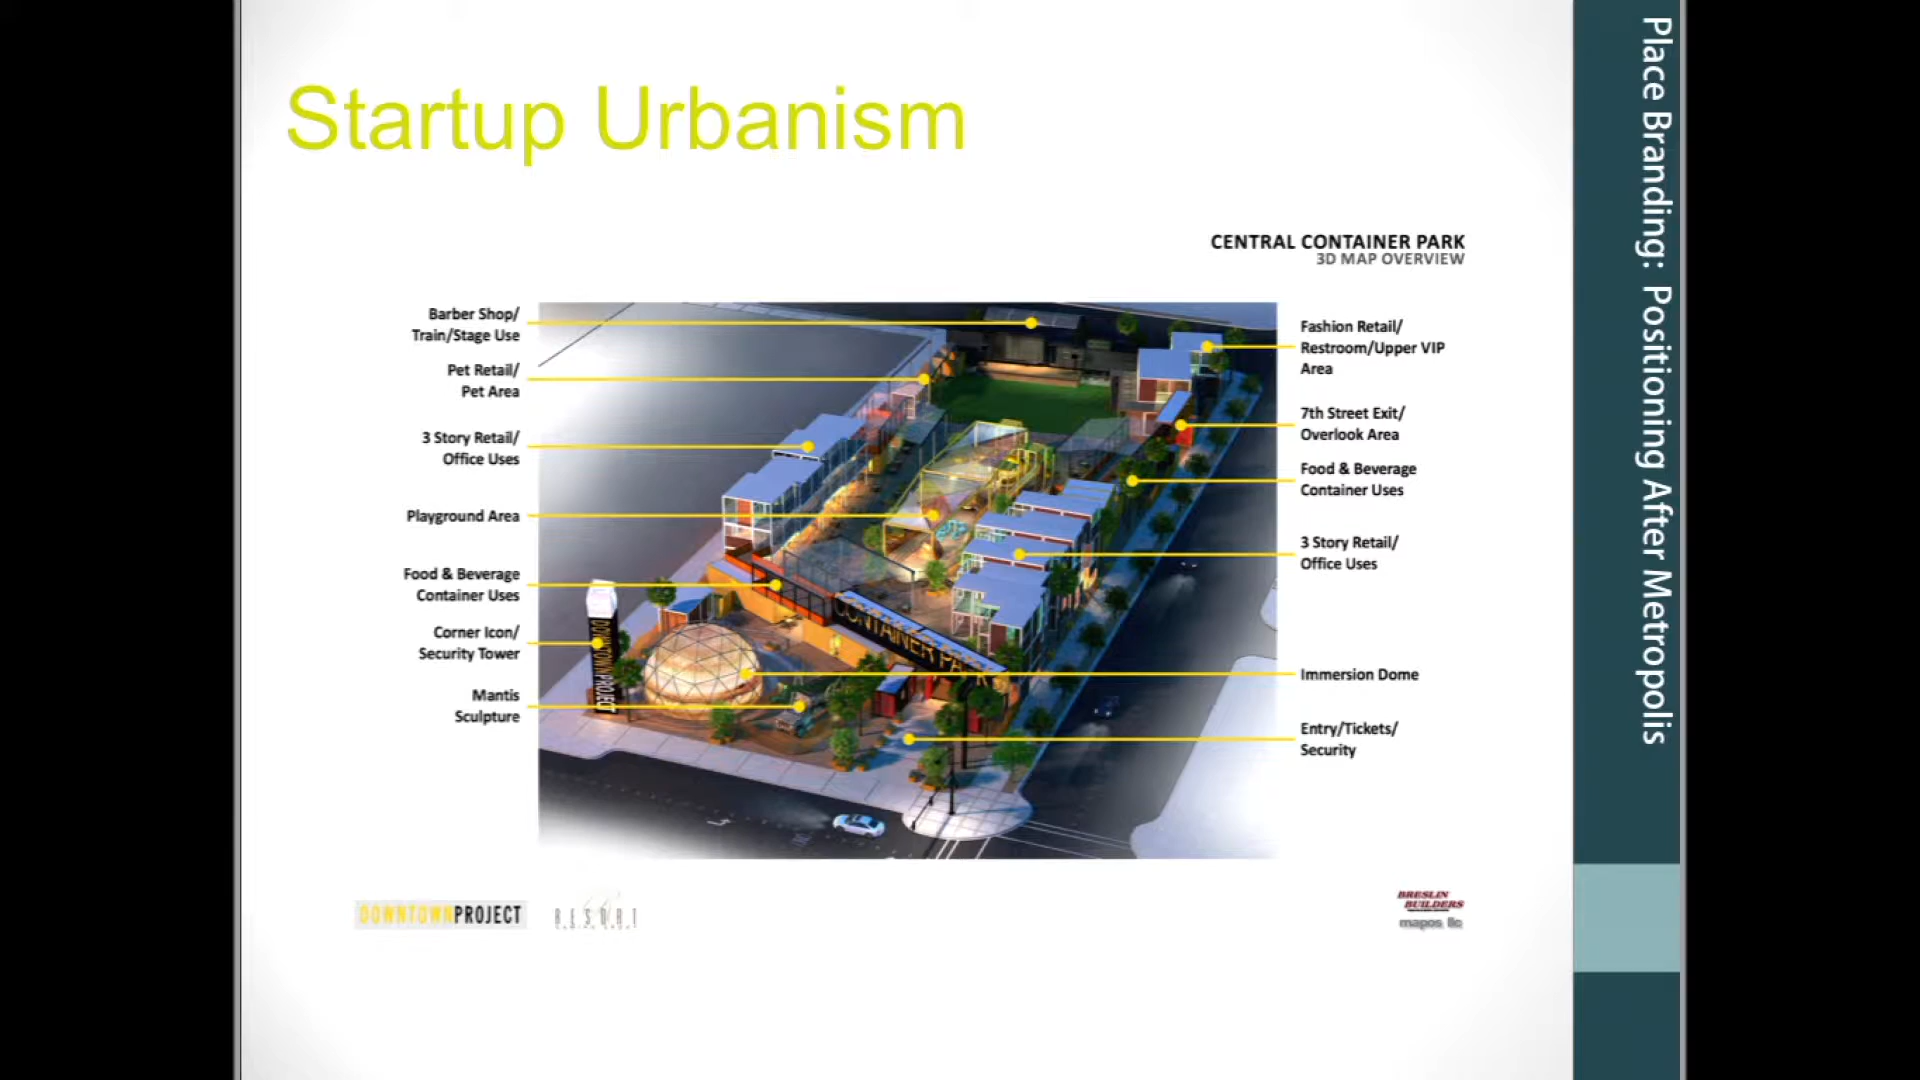 Startup Urbanism
CENTRAL CONTAINER PARK
3D MAP OVERVIEW
Barber Shop/
Train/Stage Use
Pet Retail/
Pet Area
3 Story Retail/
Office Uses
Playground Area
Food & Beverage
Container Uses
Corner Icon/
Security Tower
Mantis
Sculpture
Fashion Retail/
Restroom/Upper VIP
Area
7th Street Exit/
Overlook Area
Food & Beverage
Container Uses
3 Story Retail/
Office Uses
Immersion Dome
Entry/Tickets/
Security
CONTAINER PARK
DOWNTOWN PROJECT
DOWNTOWNPROJECT
RESORT
BRESLIN
BUILDERS
mapos llc
Place Branding: Positioning After Metropolis